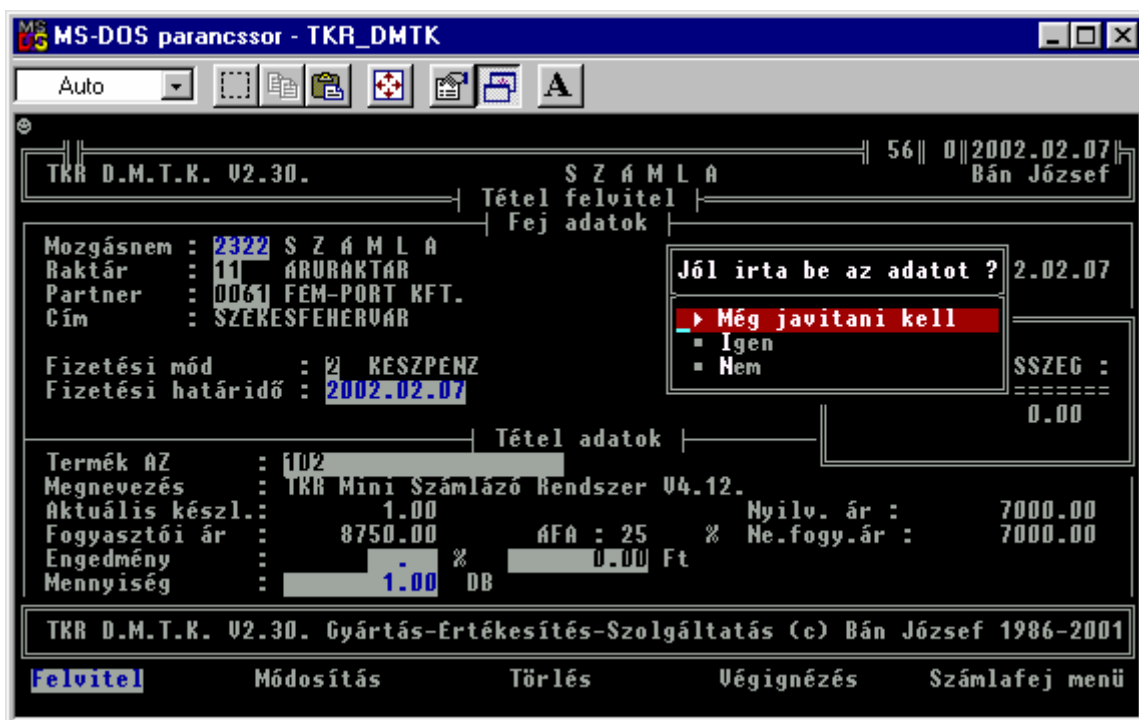 MS-DOS parancssor - TKR_DMTK
Auto
A
56 0 2002.02.07
TKR D.M.T.K. V2.30. S Z Á M L A Bán József
Tétel felvitel
Fej adatok
Mozgásnem : 2322 S Z Á M L A
Raktár : 11 ÁRURAKTÁR
Partner : 0061 FÉM-PORT KFT.
Cím : SZÉKESFEHÉRVÁR
Fizetési mód : 2 KÉSZPÉNZ
Fizetési határidő : 2002.02.07
Jól irta be az adatot ? 2.02.07
Még javitani kell
Igen
Nem
SSZEG :
=======
0.00
Tétel adatok
Termék AZ : 102
Megnevezés : TKR Mini Számlázó Rendszer V4.12.
Aktuális készl.: 1.00 Nyilv. ár : 7000.00
Fogyasztói ár : 8750.00 ÁFA : 25 % Ne.fogy.ár : 7000.00
Engedmény : . % 0.00 Ft
Mennyiség : 1.00 DB
TKR D.M.T.K. V2.30. Gyártás-Értékesítés-Szolgáltatás (c) Bán József 1986-2001
Felvitel Módosítás Törlés Végignézés Számlafej menü